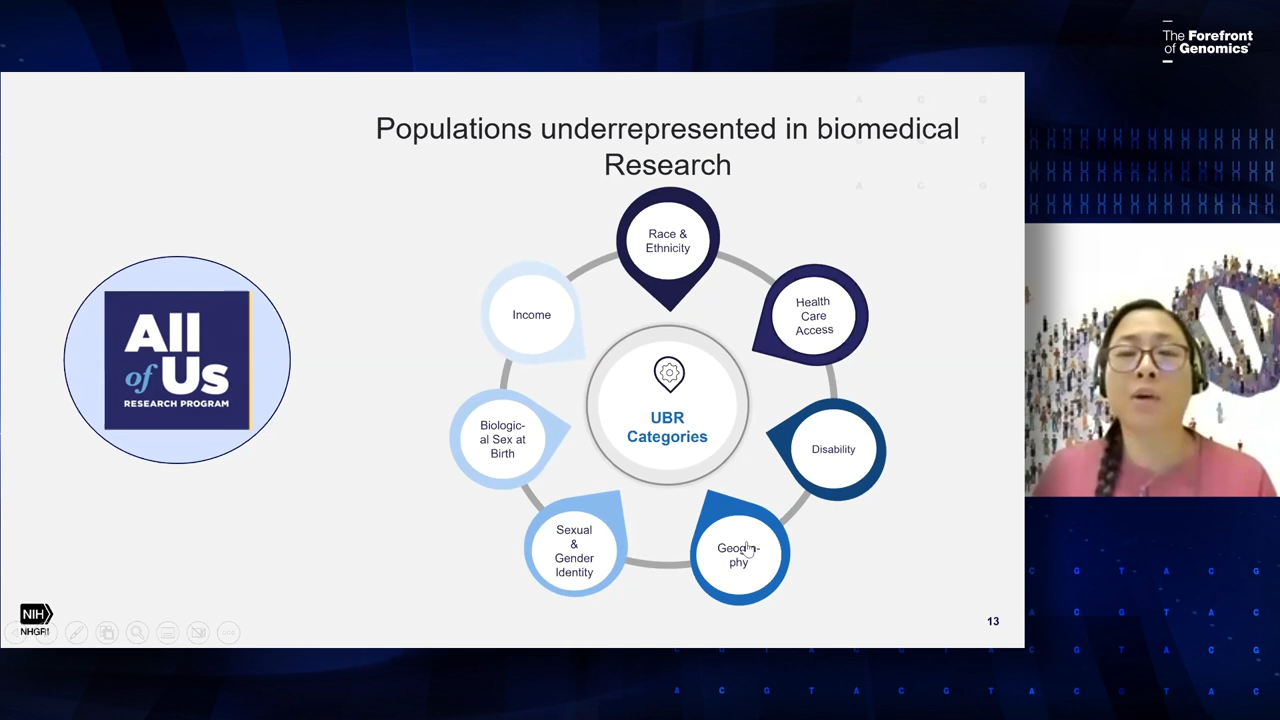 The Forefront
of Genomics®
Populations underrepresented in biomedical
Research
A C G
T
A C G
Race &
Ethnicity
Health
Care
Access
Disability
phy
Sexual
&
Gender
Identity
Biologic-
al Sex at
Birth
Income
UBR
Categories
All
of Us
RESEARCH PROGRAM
NIH
NHGRI
13
C G T A C G
A C G T A C
C G T A C G T A C
A C G T A C G T A C G T A C